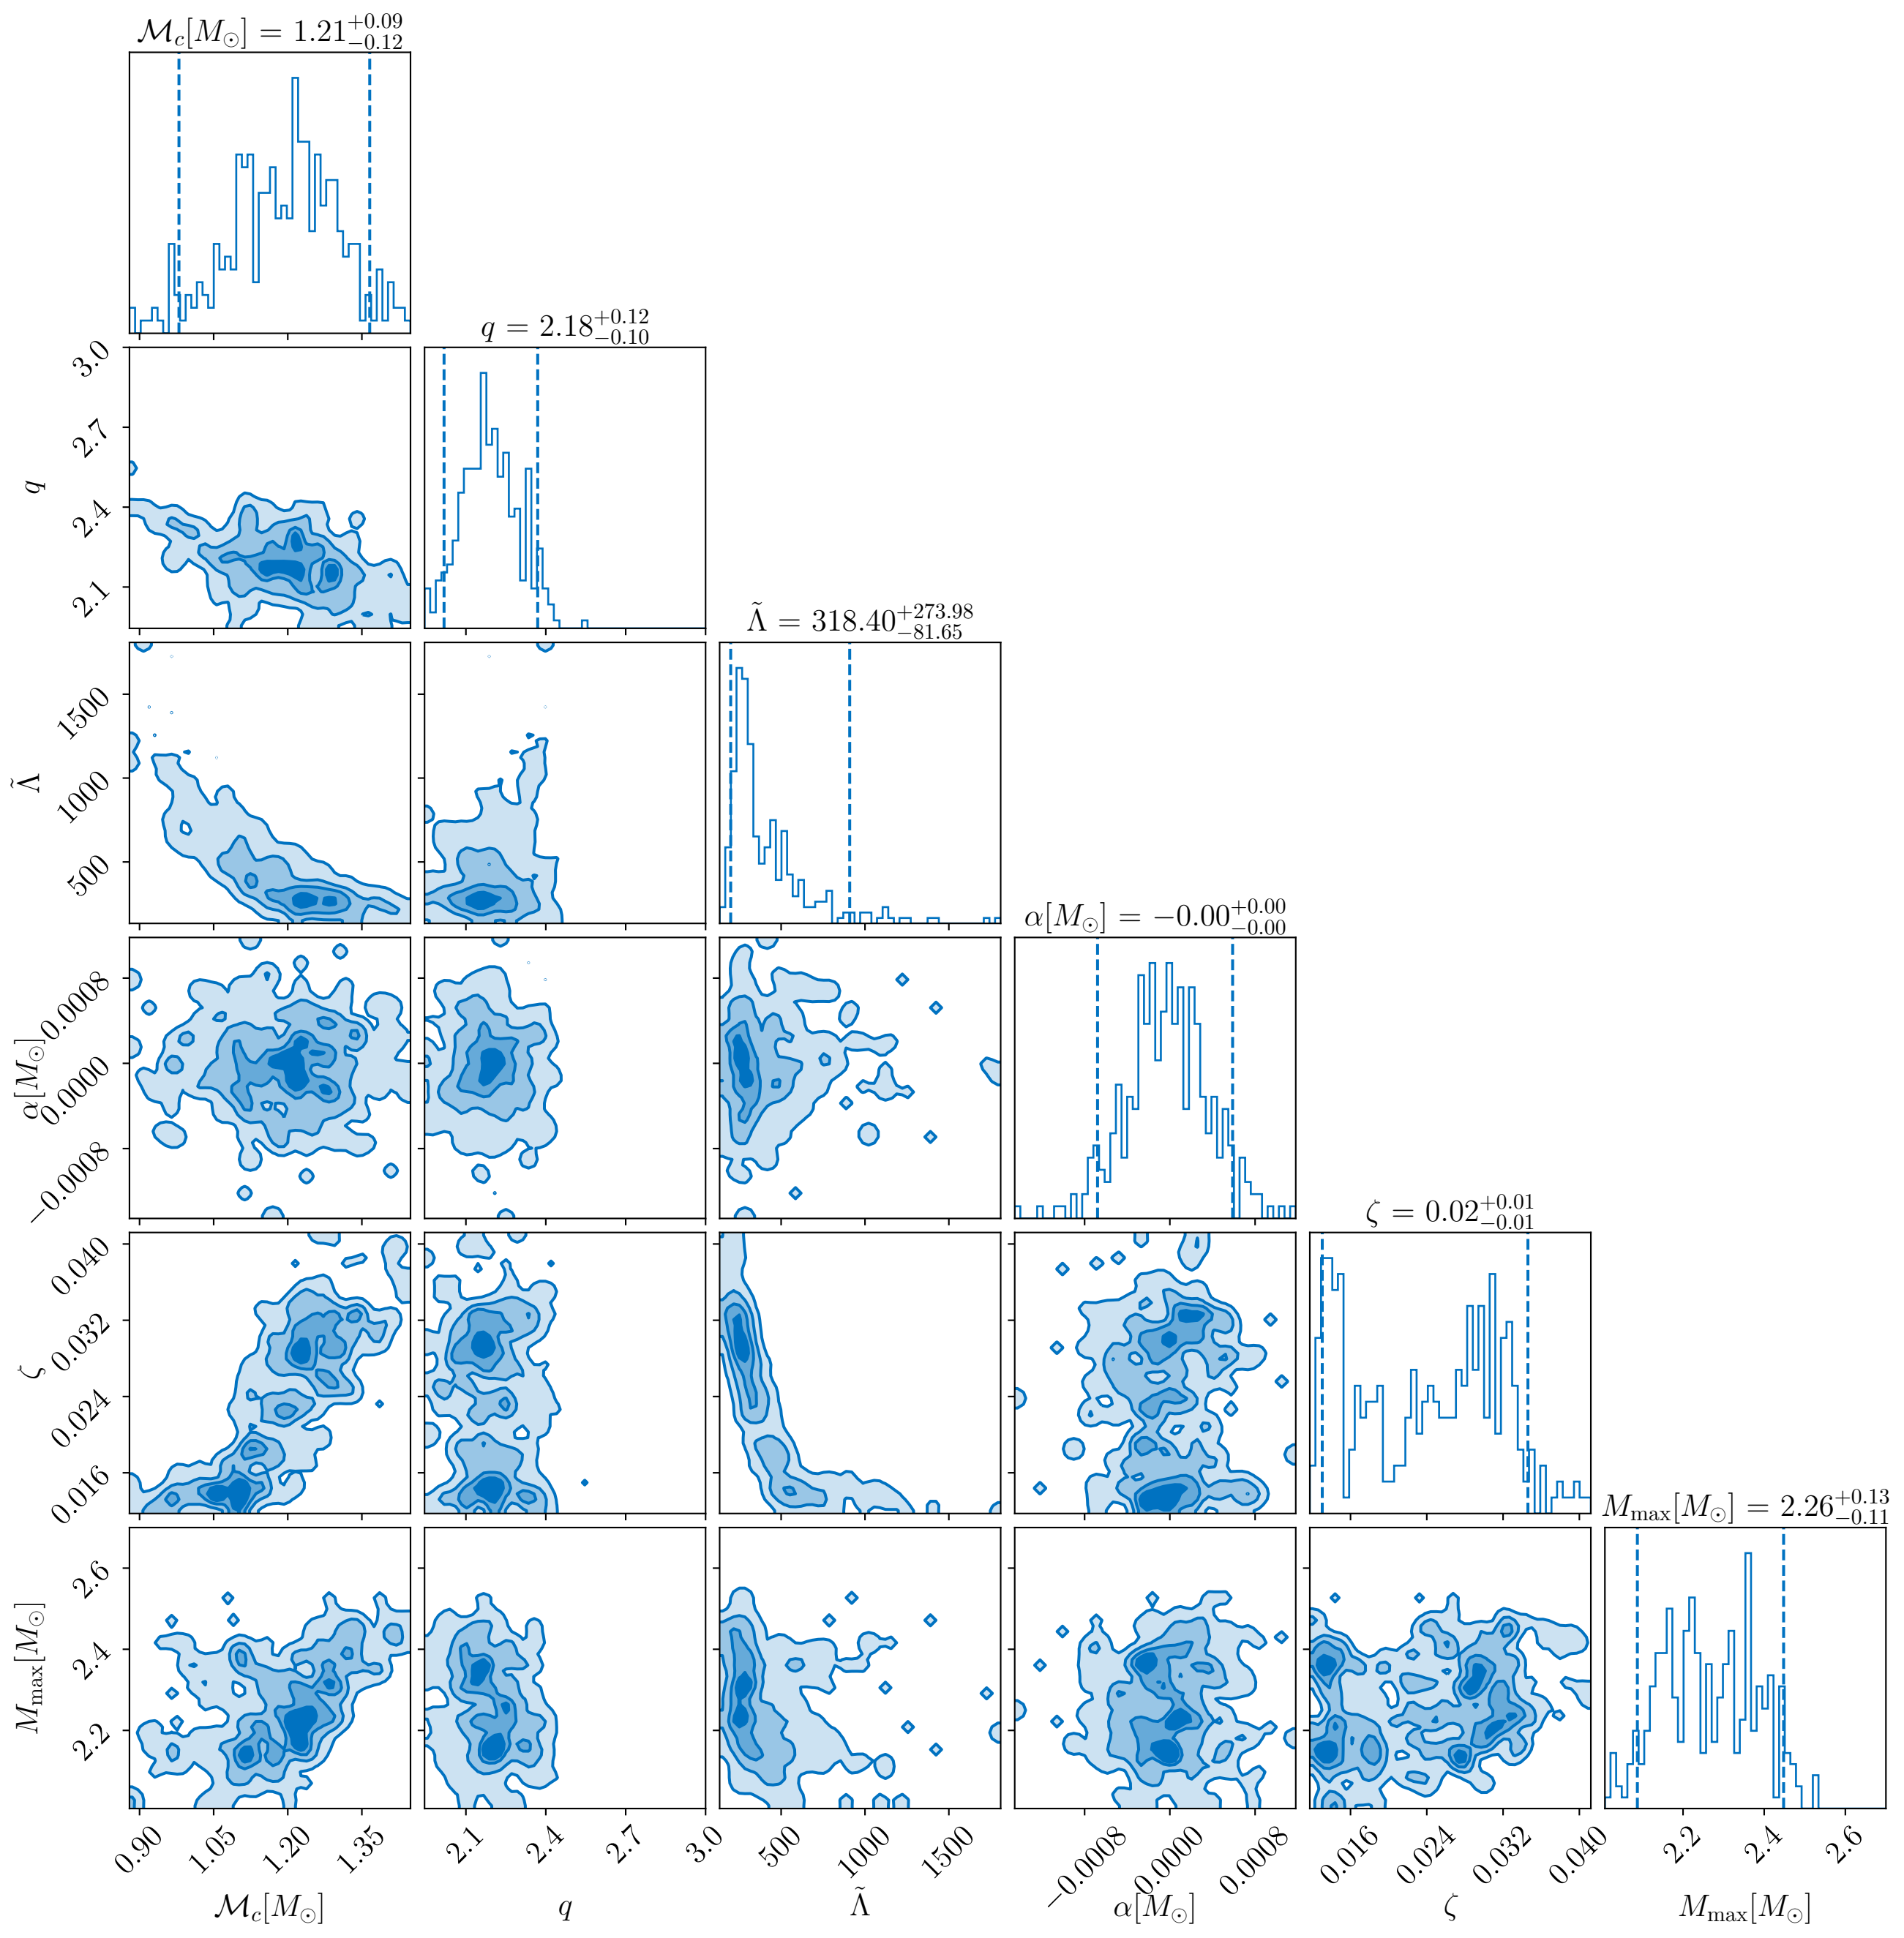 𝓜_c[M_⊙] = 1.21^{+0.09}_{−0.12}
q = 2.18^{+0.12}_{−0.10}
3.0
2.7
2.4
2.1
q
Λ̃ = 318.40^{+273.98}_{−81.65}
1500
1000
500
Λ̃
α[M_⊙] = −0.00^{+0.00}_{−0.00}
0.0008
0.0000
−0.0008
α[M_⊙]
ζ = 0.02^{+0.01}_{−0.01}
0.040
0.032
0.024
0.016
ζ
M_max[M_⊙] = 2.26^{+0.13}_{−0.11}
2.6
2.4
2.2
M_max[M_⊙]
0.90 1.05 1.20 1.35
2.1 2.4 2.7 3.0
500 1000 1500
−0.0008 0.0000 0.0008
0.016 0.024 0.032 0.040
2.2 2.4 2.6
𝓜_c[M_⊙] q Λ̃ α[M_⊙] ζ M_max[M_⊙]